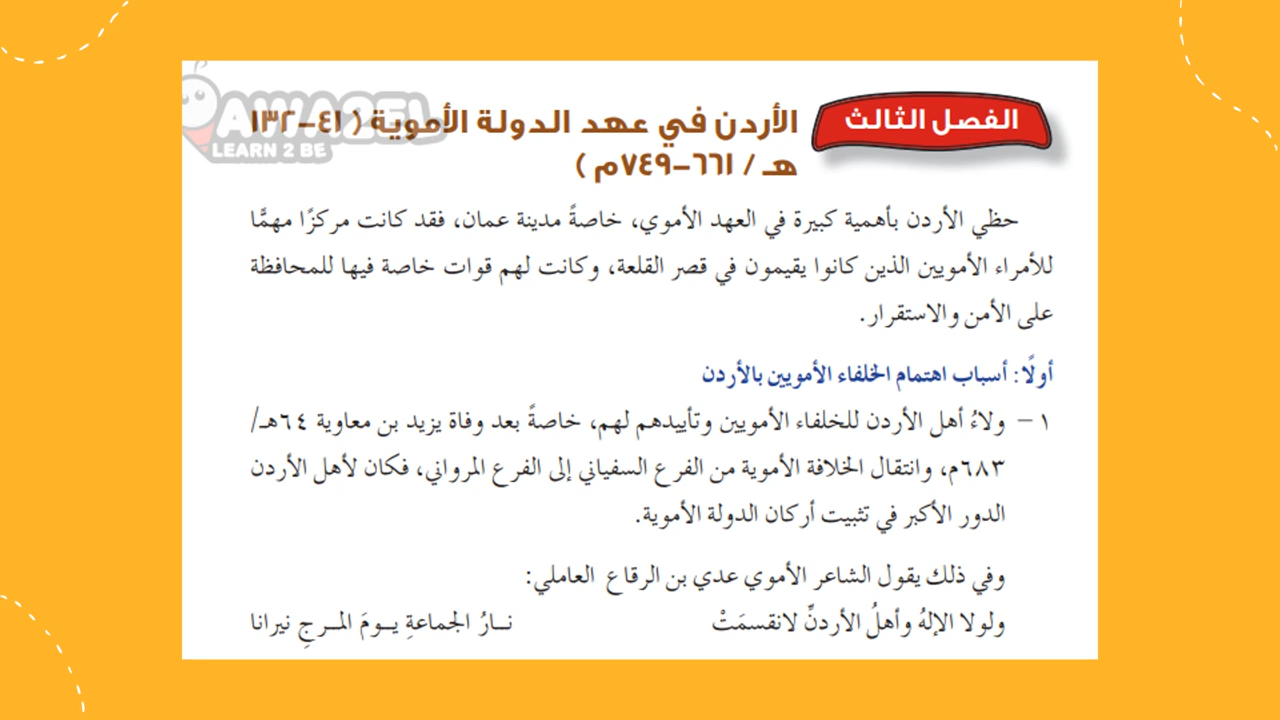 AWA2EL
LEARN 2 BE
الفصل الثالث
الأردن في عهد الدولة الأموية ( ٤١-١٣٢
هـ / ٦٦١-٧٤٩م )
حظي الأردن بأهمية كبيرة في العهد الأموي، خاصةً مدينة عمان، فقد كانت مركزًا مهمًّا
للأمراء الأمويين الذين كانوا يقيمون في قصر القلعة، وكانت لهم قوات خاصة فيها للمحافظة
على الأمن والاستقرار.
أولًا: أسباب اهتمام الخلفاء الأمويين بالأردن
١ – ولاءُ أهل الأردن للخلفاء الأمويين وتأييدهم لهم، خاصةً بعد وفاة يزيد بن معاوية ٦٤هـ/
٦٨٣م، وانتقال الخلافة الأموية من الفرع السفياني إلى الفرع المرواني، فكان لأهل الأردن
الدور الأكبر في تثبيت أركان الدولة الأموية.
وفي ذلك يقول الشاعر الأموي عدي بن الرقاع العاملي:
ولولا الإلهُ وأهلُ الأردنِّ لانقسمَتْ نــارُ الجماعةِ يــومَ المــرجِ نيرانا